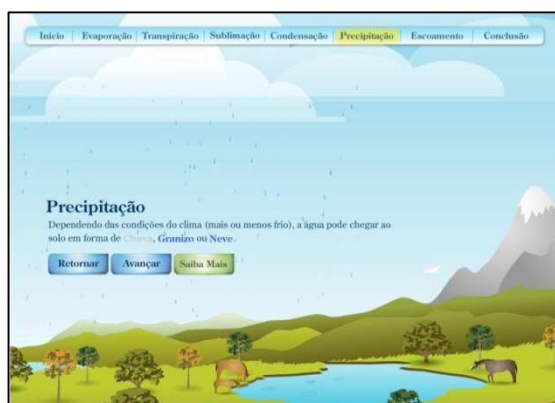 Início Evaporação Transpiração Sublimação Condensação Precipitação Escoamento Conclusão
Precipitação
Dependendo das condições do clima (mais ou menos frio), a água pode chegar ao
solo em forma de Chuva, Granizo ou Neve.
Retornar Avançar Saiba Mais